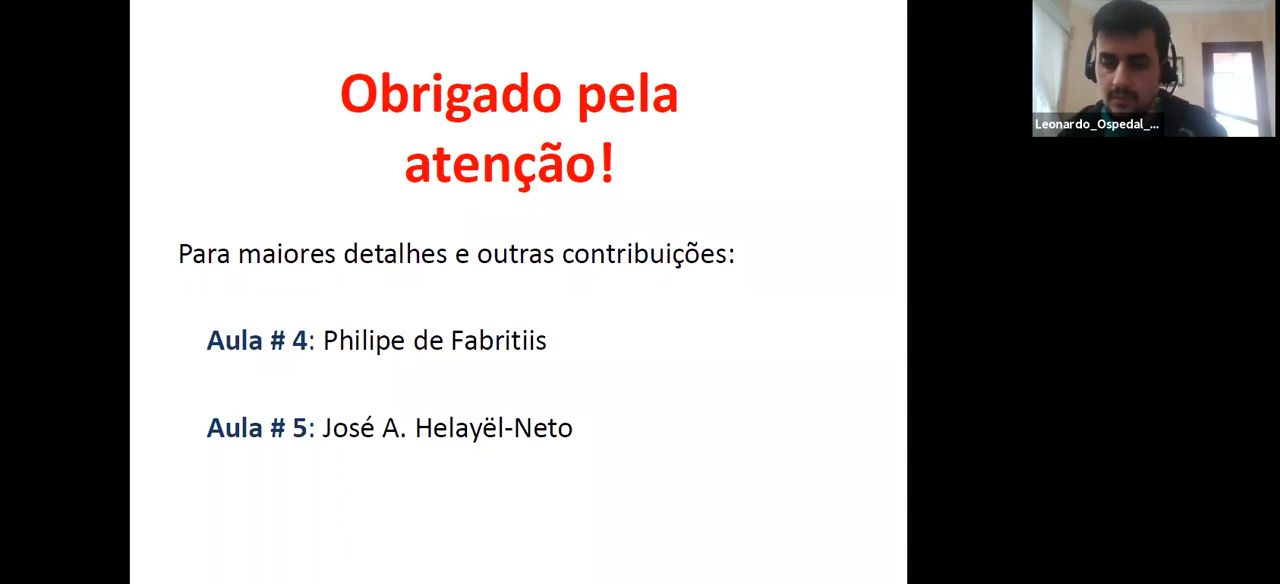 Obrigado pela
atenção!
Leonardo_Ospedal_...
Para maiores detalhes e outras contribuições:
Aula # 4: Philipe de Fabritiis
Aula # 5: José A. Helayël-Neto